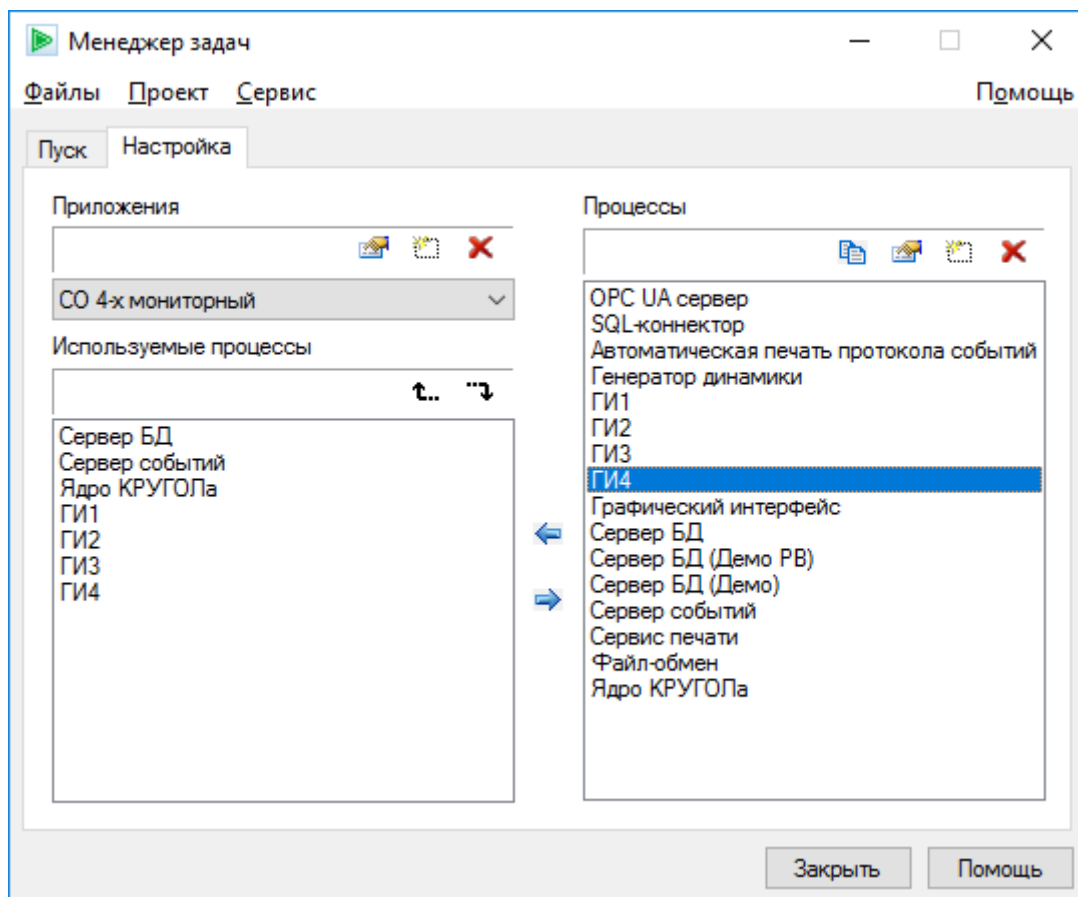 Менеджер задач
Файлы Проект Сервис Помощь
Пуск Настройка
Приложения
СО 4-х мониторный
Используемые процессы
Сервер БД
Сервер событий
Ядро КРУГОЛа
ГИ1
ГИ2
ГИ3
ГИ4
Процессы
OPC UA сервер
SQL-коннектор
Автоматическая печать протокола событий
Генератор динамики
ГИ1
ГИ2
ГИ3
ГИ4
Графический интерфейс
Сервер БД
Сервер БД (Демо РВ)
Сервер БД (Демо)
Сервер событий
Сервис печати
Файл-обмен
Ядро КРУГОЛа
Закрыть Помощь